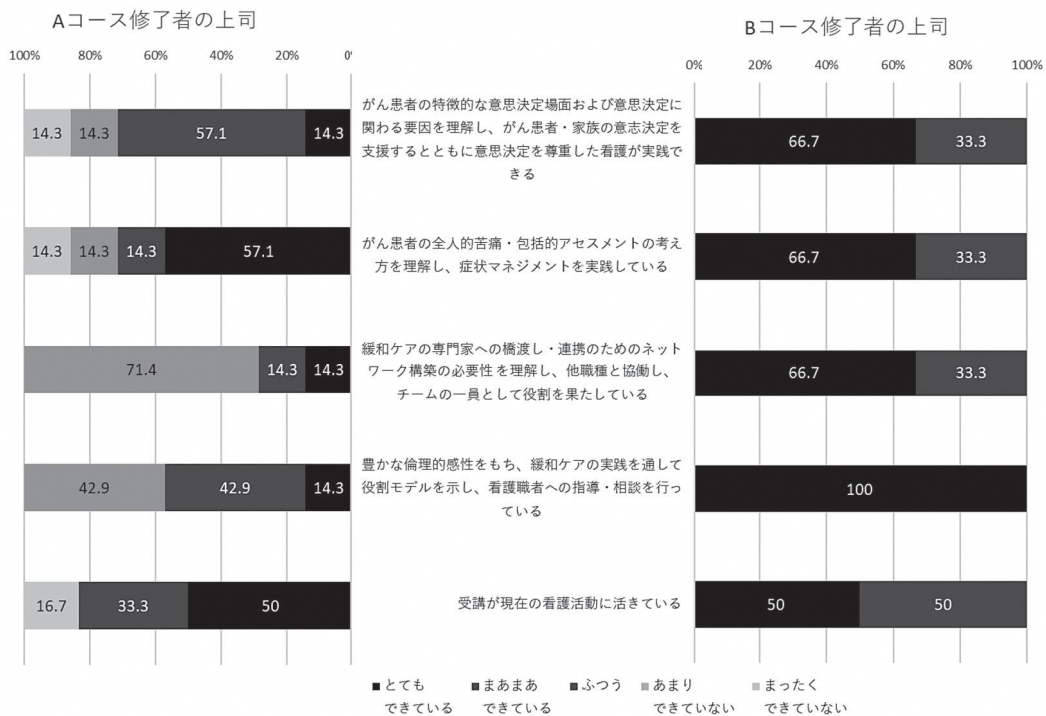 Aコース修了者の上司
100%
80%
60%
40%
20%
0%
14.3
14.3
57.1
14.3
14.3
14.3
14.3
57.1
71.4
14.3
14.3
42.9
42.9
14.3
16.7
33.3
50
がん患者の特徴的な意思決定場面および意思決定に
関わる要因を理解し、がん患者・家族の意志決定を
支援するとともに意思決定を尊重した看護が実践で
きる
がん患者の全人的苦痛・包括的アセスメントの考え
方を理解し、症状マネジメントを実践している
緩和ケアの専門家への橋渡し・連携のためのネット
ワーク構築の必要性を理解し、他職種と協働し、
チームの一員として役割を果たしている
豊かな倫理的感性をもち、緩和ケアの実践を通して
役割モデルを示し、看護職者への指導・相談を行っ
ている
受講が現在の看護活動に活きている
Bコース修了者の上司
0%
20%
40%
60%
80%
100%
66.7
33.3
66.7
33.3
66.7
33.3
100
50
50
とても
できている
まあまあ
できている
ふつう
あまり
できていない
まったく
できていない